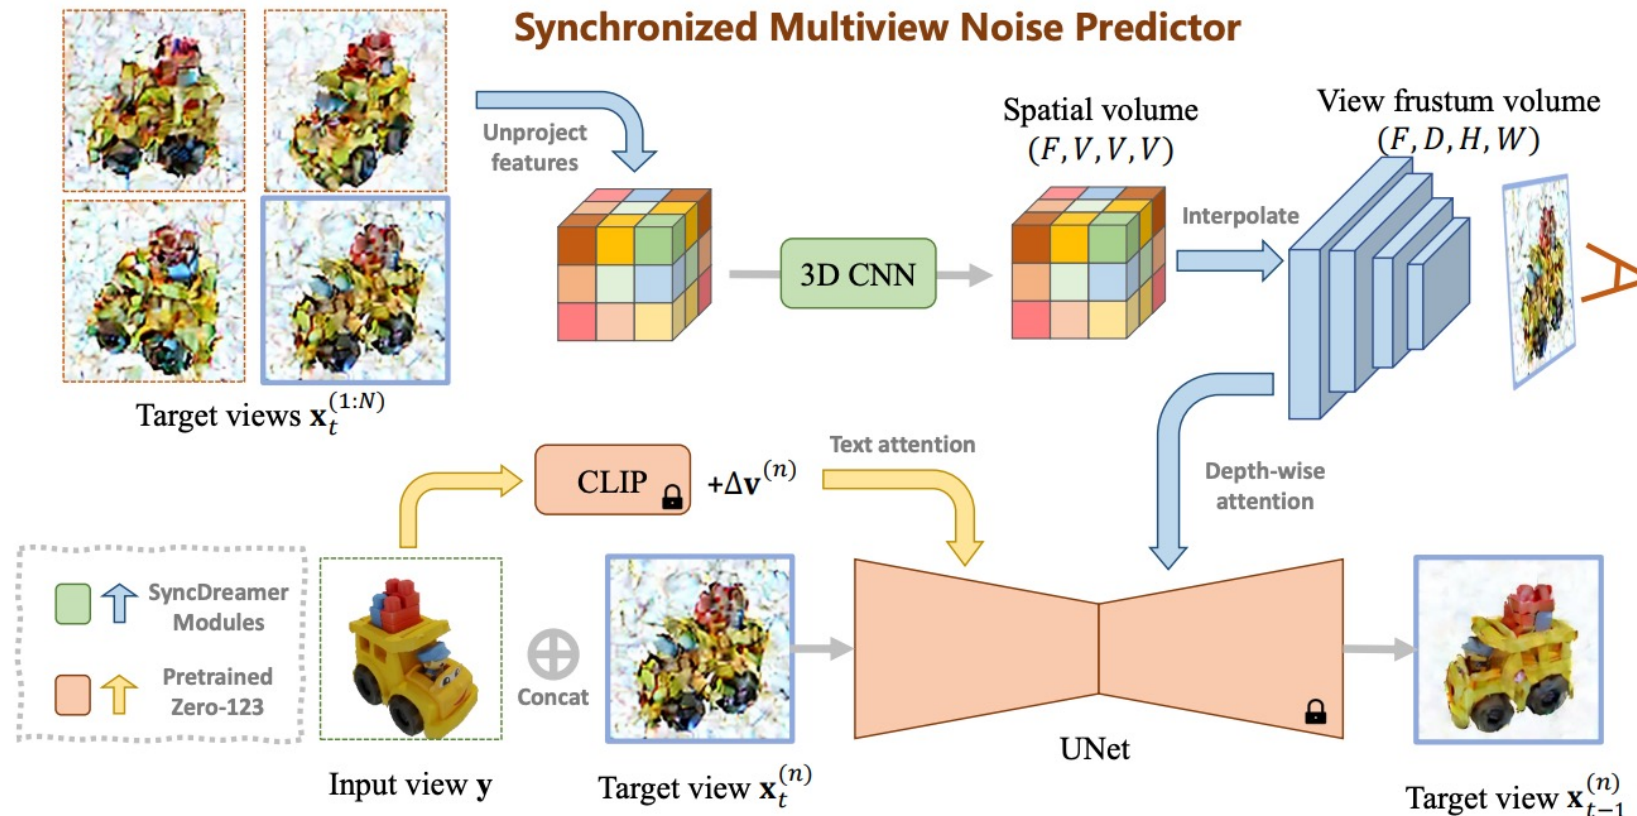 Synchronized Multiview Noise Predictor
Unproject
features
Spatial volume
(F, V, V, V)
View frustum volume
(F, D, H, W)
3D CNN
Interpolate
Target views x_t^{(1:N)}
CLIP
+Δv^{(n)}
Text attention
Depth-wise
attention
SyncDreamer
Modules
Pretrained
Zero-123
Concat
UNet
Input view y
Target view x_t^{(n)}
Target view x_{t-1}^{(n)}